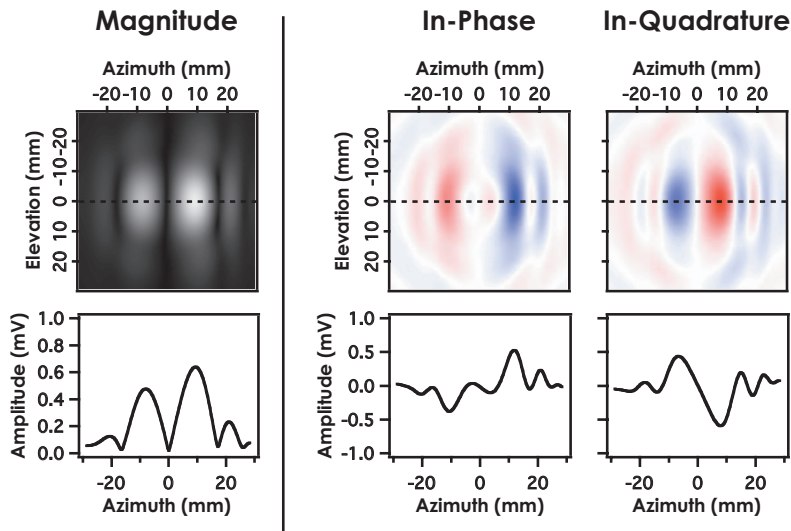 Magnitude
In-Phase
In-Quadrature
Azimuth (mm)
Azimuth (mm)
Azimuth (mm)
-20 -10 0 10 20
-20 -10 0 10 20
-20 -10 0 10 20
Elevation (mm)
-20
-10
0
10
20
Elevation (mm)
-20
-10
0
10
20
Amplitude (mV)
1.0
0.8
0.6
0.4
0.2
0.0
Amplitude (mV)
1.0
0.5
0.0
-0.5
-1.0
-20 0 20
-20 0 20
-20 0 20
Azimuth (mm)
Azimuth (mm)
Azimuth (mm)